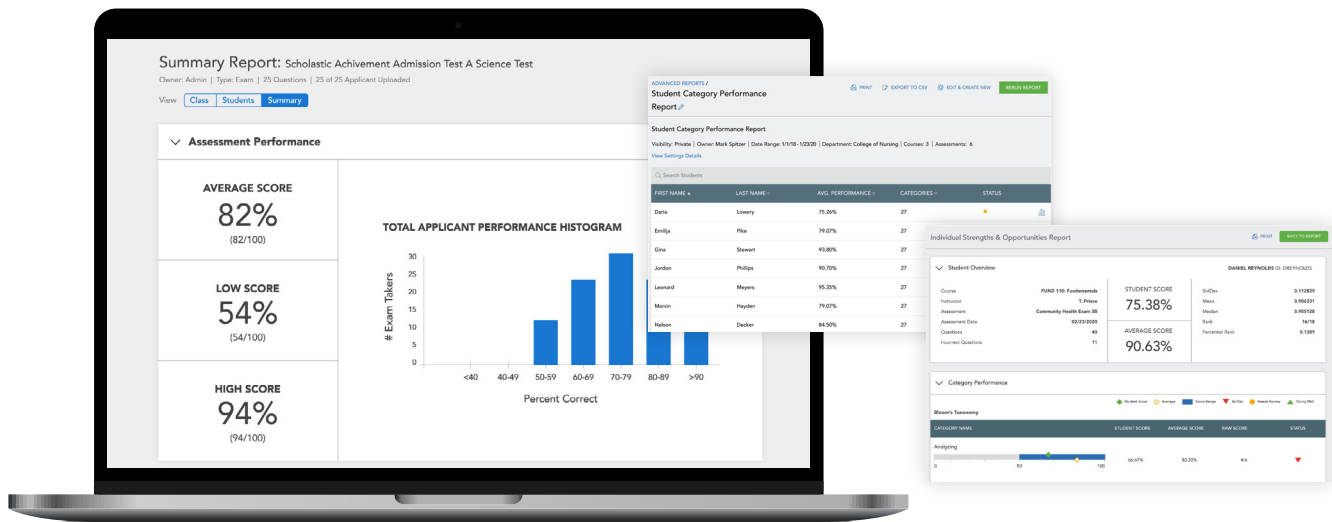 Summary Report: Scholastic Achivement Admission Test A Science Test
Owner: Admin | Type: Exam | 25 Questions | 25 of 25 Applicant Uploaded
View Class Students Summary
Assessment Performance
AVERAGE SCORE
82%
(82/100)
LOW SCORE
54%
(54/100)
HIGH SCORE
94%
(94/100)
TOTAL APPLICANT PERFORMANCE HISTOGRAM
# Exam Takers
30
25
20
15
10
5
0
<40 40-49 50-59 60-69 70-79 80-89 >90
Percent Correct
ADVANCED REPORTS /
Student Category Performance
Report
PRINT EXPORT TO CSV EDIT & CREATE NEW RERUN REPORT
Student Category Performance Report
Visibility: Private | Owner: Mark Spitzer | Date Range: 1/1/18 - 1/23/20 | Department: College of Nursing | Courses: 3 | Assessments: 6
View Settings Details
Search Students
FIRST NAME LAST NAME AVG. PERFORMANCE CATEGORIES STATUS
Daria Lowery 75.26% 27
Emilija Pike 79.07% 27
Gina Stewart 93.80% 27
Jordon Philips 90.70% 27
Leonard Meyers 95.35% 27
Marvin Hayden 79.07% 27
Nelson Decker 84.50% 27
Individual Strengths & Opportunities Report
PRINT BACK TO REPORT
Student Overview
DANIEL REYNOLDS ID: DREYNOLDS
Course FUND 110: Fundamentals
Instructor T. Prince
Assessment Community Health Exam 3B
Assessment Date 02/23/2020
Questions 40
Incorrect Questions 11
STUDENT SCORE
75.38%
AVERAGE SCORE
90.63%
StdDev 0.112829
Mean 0.906331
Median 0.955128
Rank 16/18
Percential Rank 0.1389
Category Performance
Student Score Average Score Range At-Risk Needs Review Doing Well
Bloom's Taxonomy
CATEGORY NAME STUDENT SCORE AVERAGE SCORE RAW SCORE STATUS
Analyzing
66.67% 83.33% 4/6
0 50 100